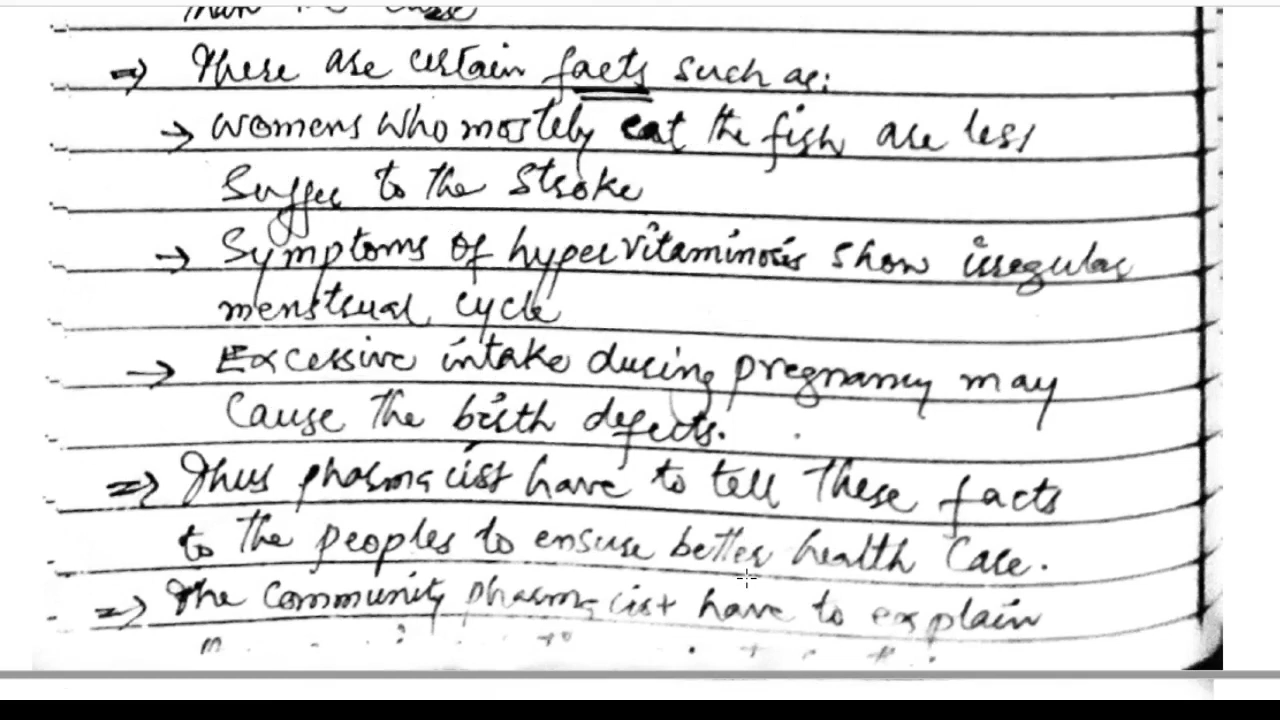 ⇒ There are certain facts such as:
→ womens who mostely eat the fish are less
Suffer to the stroke
→ Symptoms of hypervitaminosis show irregular
menstrual cycle
→ Excessive intake during pregnancy may
Cause the birth defects.
⇒ Thus pharmacist have to tell these facts
to the peoples to ensure better health Care.
⇒ The Community pharmacist have to explain